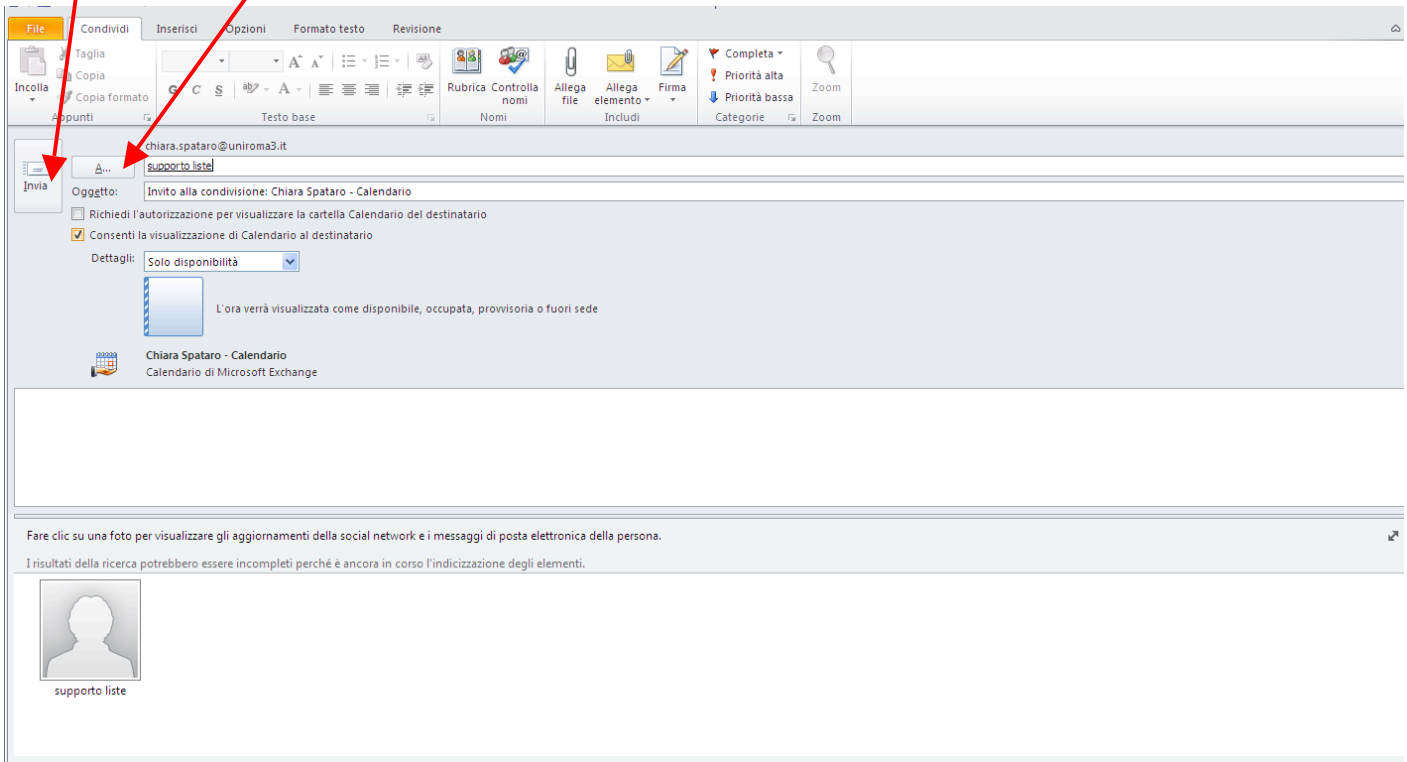 File Condividi Inserisci Opzioni Formato testo Revisione
Taglia
Copia
Copia formato
Incolla
Appunti
G C S
Testo base
Rubrica Controlla nomi
Nomi
Allega file Allega elemento Firma
Includi
Completa
Priorità alta
Priorità bassa
Categorie
Zoom
Zoom
chiara.spataro@uniroma3.it
Invia
A... supporto liste
Oggetto: Invito alla condivisione: Chiara Spataro - Calendario
Richiedi l'autorizzazione per visualizzare la cartella Calendario del destinatario
Consenti la visualizzazione di Calendario al destinatario
Dettagli: Solo disponibilità
L'ora verrà visualizzata come disponibile, occupata, provvisoria o fuori sede
Chiara Spataro - Calendario
Calendario di Microsoft Exchange
Fare clic su una foto per visualizzare gli aggiornamenti della social network e i messaggi di posta elettronica della persona.
I risultati della ricerca potrebbero essere incompleti perché è ancora in corso l'indicizzazione degli elementi.
supporto liste